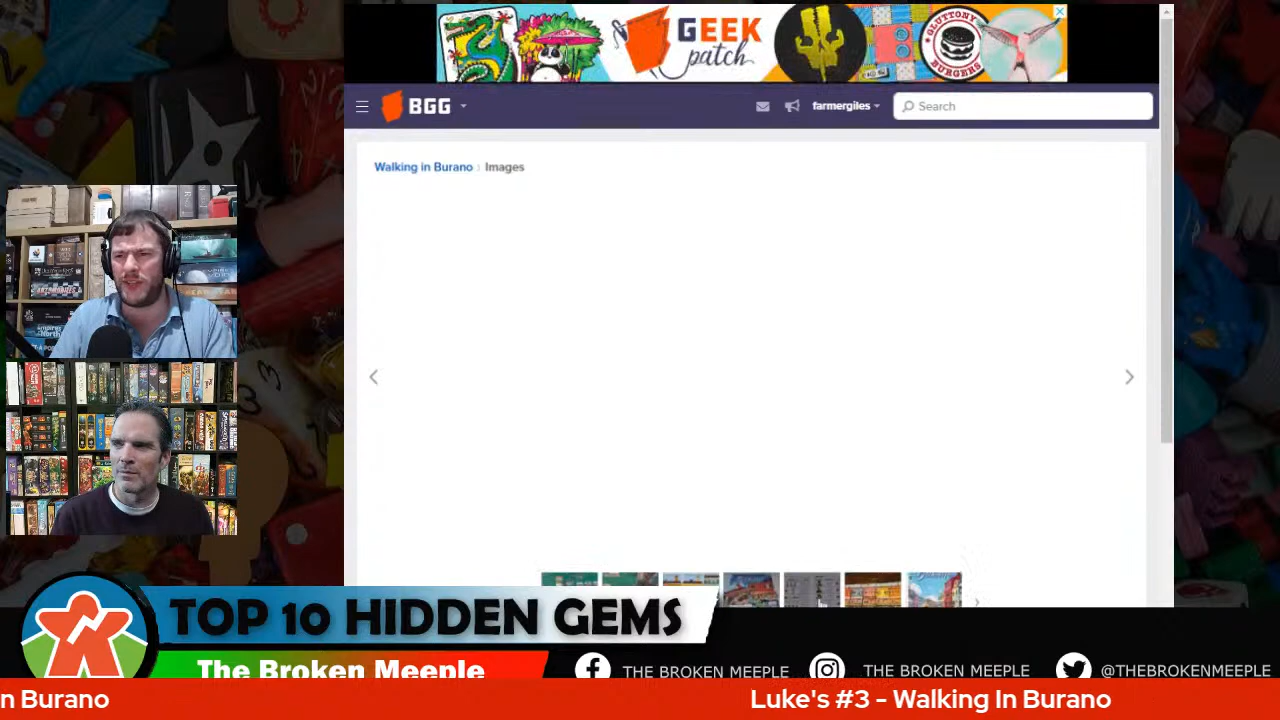 GEEK
patch
GLUTTONY
BURGERS
BGG
farmergiles
Search
Walking in Burano
Images
AUTOMOBILES
TOP 10 HIDDEN GEMS
The Broken Meeple
THE BROKEN MEEPLE
THE BROKEN MEEPLE
@THEBROKENMEEPLE
n Burano
Luke's #3 - Walking In Burano